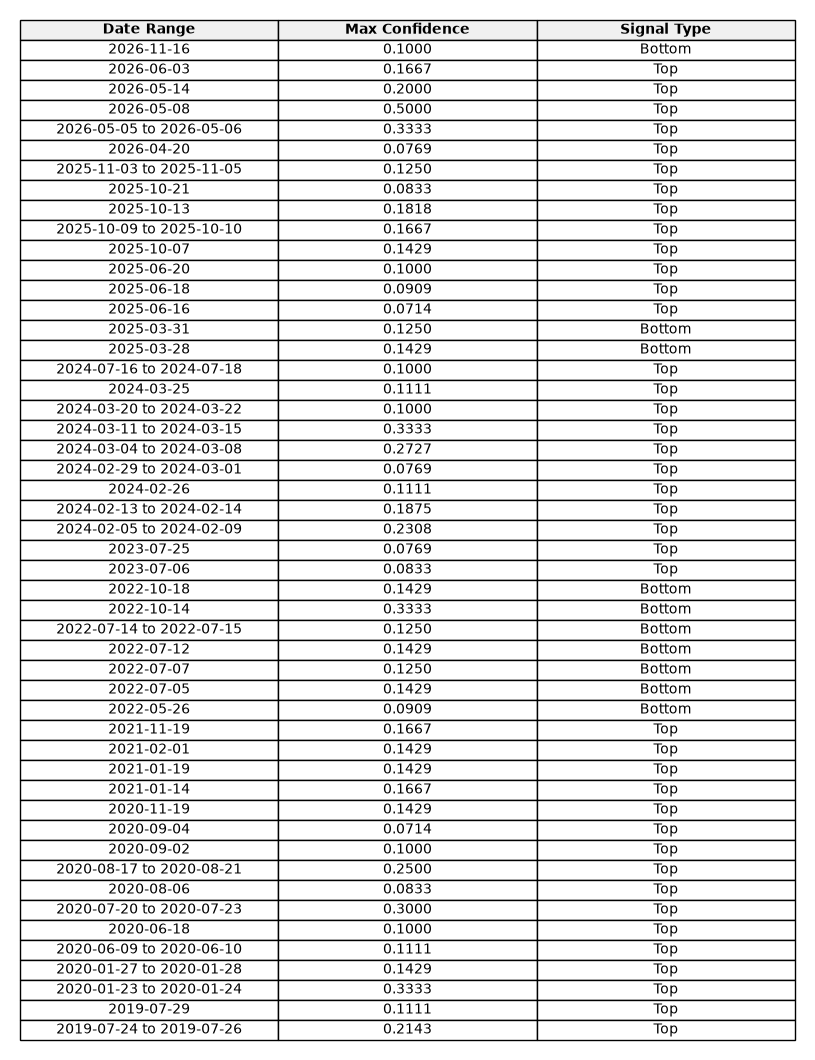 Date Range Max Confidence Signal Type
2026-11-16 0.1000 Bottom
2026-06-03 0.1667 Top
2026-05-14 0.2000 Top
2026-05-08 0.5000 Top
2026-05-05 to 2026-05-06 0.3333 Top
2026-04-20 0.0769 Top
2025-11-03 to 2025-11-05 0.1250 Top
2025-10-21 0.0833 Top
2025-10-13 0.1818 Top
2025-10-09 to 2025-10-10 0.1667 Top
2025-10-07 0.1429 Top
2025-06-20 0.1000 Top
2025-06-18 0.0909 Top
2025-06-16 0.0714 Top
2025-03-31 0.1250 Bottom
2025-03-28 0.1429 Bottom
2024-07-16 to 2024-07-18 0.1000 Top
2024-03-25 0.1111 Top
2024-03-20 to 2024-03-22 0.1000 Top
2024-03-11 to 2024-03-15 0.3333 Top
2024-03-04 to 2024-03-08 0.2727 Top
2024-02-29 to 2024-03-01 0.0769 Top
2024-02-26 0.1111 Top
2024-02-13 to 2024-02-14 0.1875 Top
2024-02-05 to 2024-02-09 0.2308 Top
2023-07-25 0.0769 Top
2023-07-06 0.0833 Top
2022-10-18 0.1429 Bottom
2022-10-14 0.3333 Bottom
2022-07-14 to 2022-07-15 0.1250 Bottom
2022-07-12 0.1429 Bottom
2022-07-07 0.1250 Bottom
2022-07-05 0.1429 Bottom
2022-05-26 0.0909 Bottom
2021-11-19 0.1667 Top
2021-02-01 0.1429 Top
2021-01-19 0.1429 Top
2021-01-14 0.1667 Top
2020-11-19 0.1429 Top
2020-09-04 0.0714 Top
2020-09-02 0.1000 Top
2020-08-17 to 2020-08-21 0.2500 Top
2020-08-06 0.0833 Top
2020-07-20 to 2020-07-23 0.3000 Top
2020-06-18 0.1000 Top
2020-06-09 to 2020-06-10 0.1111 Top
2020-01-27 to 2020-01-28 0.1429 Top
2020-01-23 to 2020-01-24 0.3333 Top
2019-07-29 0.1111 Top
2019-07-24 to 2019-07-26 0.2143 Top